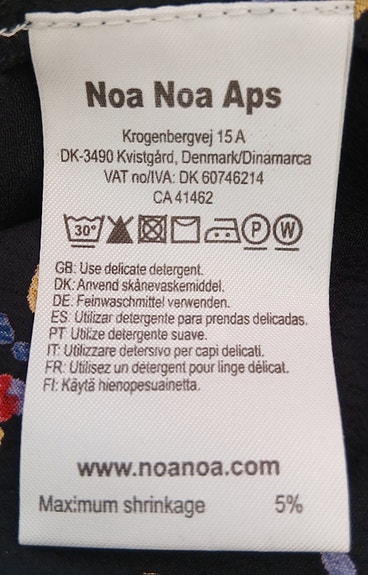 Noa Noa Aps
Krogenbergvej 15 A
DK-3490 Kvistgård, Denmark/Dinamarca
VAT no/IVA: DK 60746214
CA 41462
30° P W
GB: Use delicate detergent.
DK: Anvend skånevaskemiddel.
DE: Feinwaschmittel verwenden.
ES: Utilizar detergente para prendas delicadas.
PT: Utilize detergente suave.
IT: Utilizzare detersivo per capi delicati.
FR: Utilisez un détergent pour linge délicat.
FI: Käytä hienopesuainetta.
www.noanoa.com
Maximum shrinkage 5%